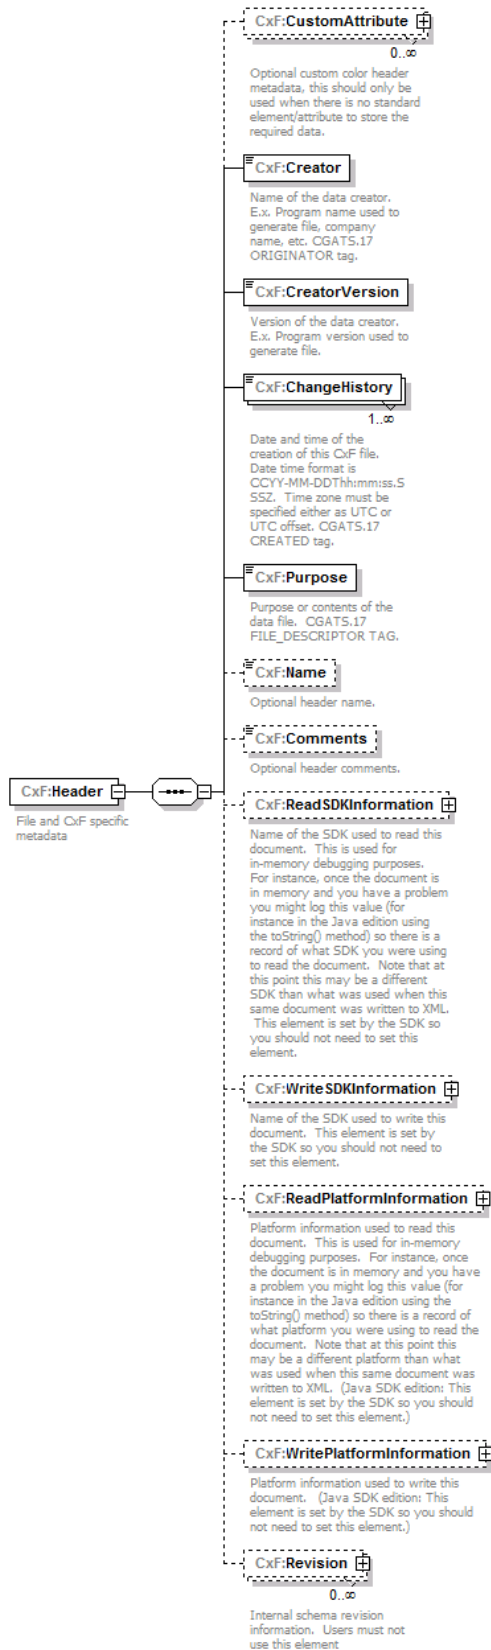 CxF:CustomAttribute
0..∞
Optional custom color header
metadata, this should only be
used when there is no standard
element/attribute to store the
required data.
CxF:Creator
Name of the data creator.
E.x. Program name used to
generate file, company
name, etc. CGATS.17
ORIGINATOR tag.
CxF:CreatorVersion
Version of the data creator.
E.x. Program version used to
generate file.
CxF:ChangeHistory
1..∞
Date and time of the
creation of this CxF file.
Date time format is
CCYY-MM-DDThh:mm:ss.S
SSZ.  Time zone must be
specified either as UTC or
UTC offset. CGATS.17
CREATED tag.
CxF:Purpose
Purpose or contents of the
data file.  CGATS.17
FILE_DESCRIPTOR TAG.
CxF:Name
Optional header name.
CxF:Comments
Optional header comments.
CxF:Header
File and CxF specific
metadata
CxF:ReadSDKInformation
Name of the SDK used to read this
document.  This is used for
in-memory debugging purposes.
For instance, once the document is
in memory and you have a problem
you might log this value (for
instance in the Java edition using
the toString() method) so there is a
record of what SDK you were using
to read the document.  Note that at
this point this may be a different
SDK than what was used when this
same document was written to XML.
This element is set by the SDK so
you should not need to set this
element.
CxF:WriteSDKInformation
Name of the SDK used to write this
document.  This element is set by
the SDK so you should not need to
set this element.
CxF:ReadPlatformInformation
Platform information used to read this
document.  This is used for in-memory
debugging purposes.  For instance, once
the document is in memory and you have
a problem you might log this value (for
instance in the Java edition using the
toString() method) so there is a record of
what platform you were using to read the
document.  Note that at this point this
may be a different platform than what
was used when this same document was
written to XML.  (Java SDK edition: This
element is set by the SDK so you should
not need to set this element.)
CxF:WritePlatformInformation
Platform information used to write this
document.   (Java SDK edition: This
element is set by the SDK so you should
not need to set this element.)
CxF:Revision
0..∞
Internal schema revision
information.  Users must not
use this element